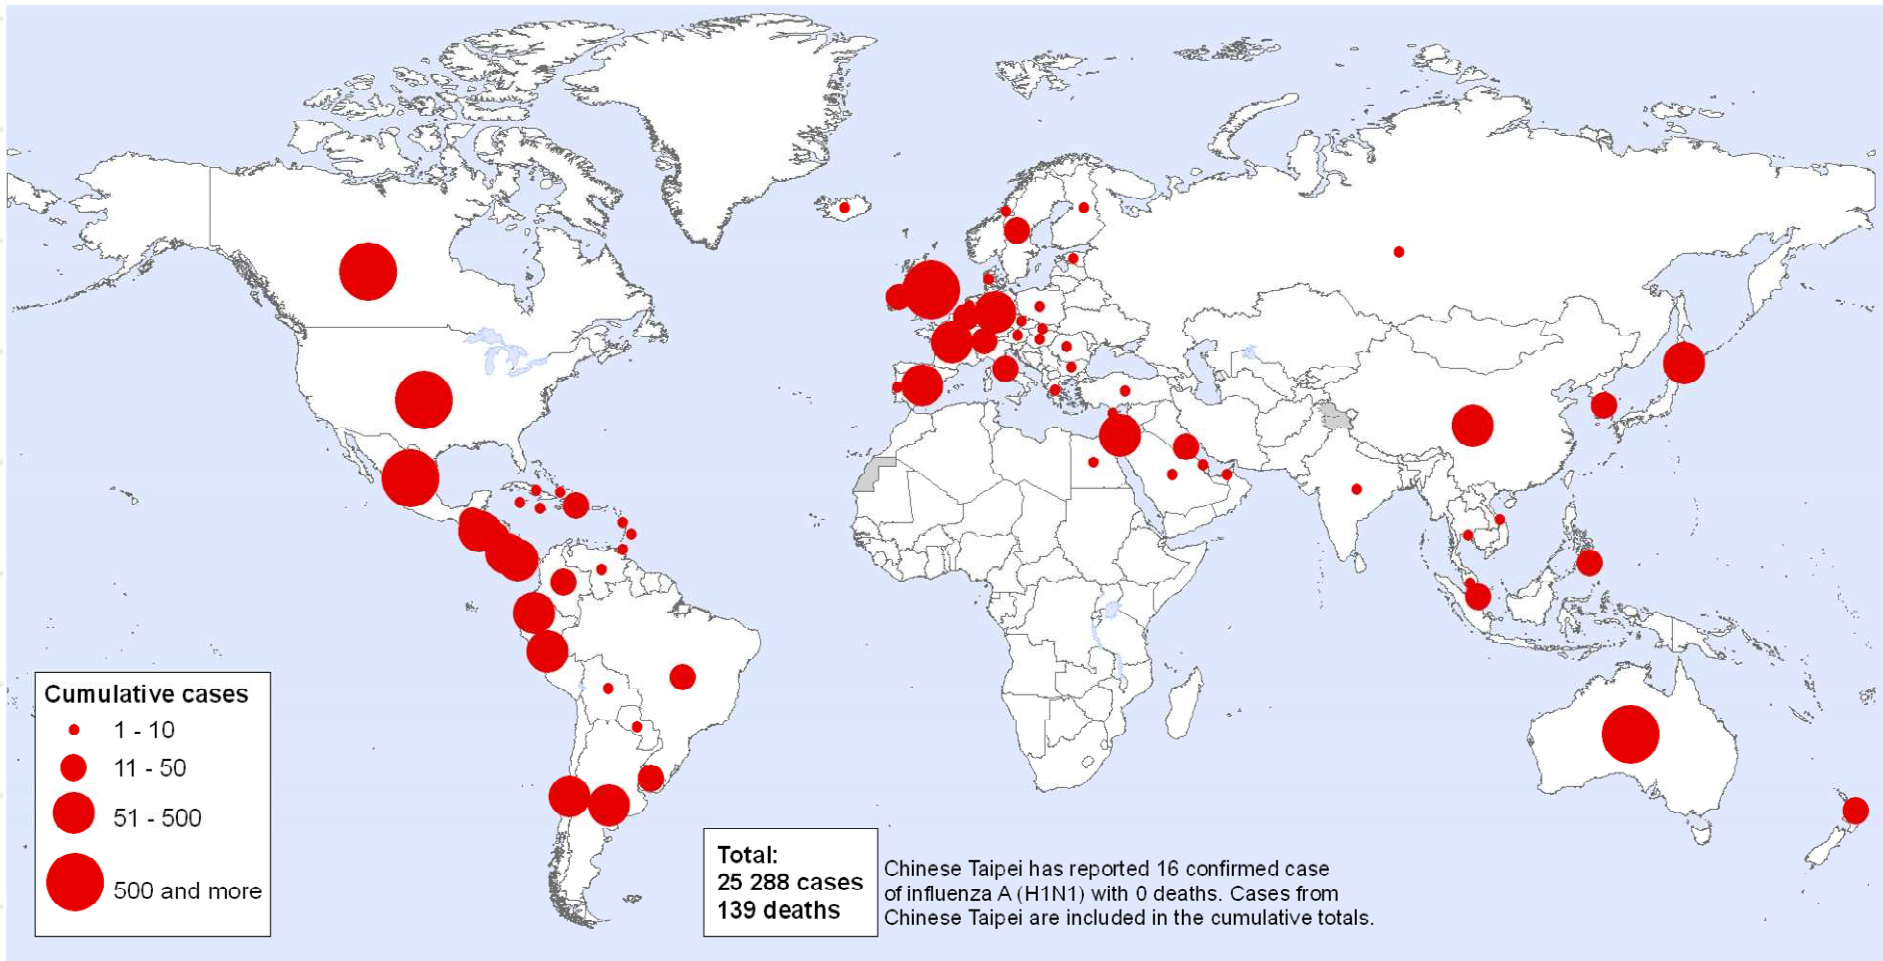 Cumulative cases
1 - 10
11 - 50
51 - 500
500 and more
Total:
25 288 cases
139 deaths
Chinese Taipei has reported 16 confirmed case
of influenza A (H1N1) with 0 deaths. Cases from
Chinese Taipei are included in the cumulative totals.